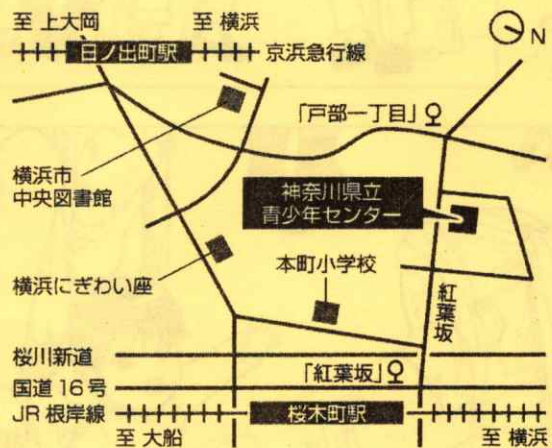 至 上大岡
至 横浜
N
日ノ出町駅
京浜急行線
「戸部一丁目」
横浜市
中央図書館
神奈川県立
青少年センター
横浜にぎわい座
本町小学校
紅葉坂
桜川新道
「紅葉坂」
国道16号
JR 根岸線
桜木町駅
至 大船
至 横浜